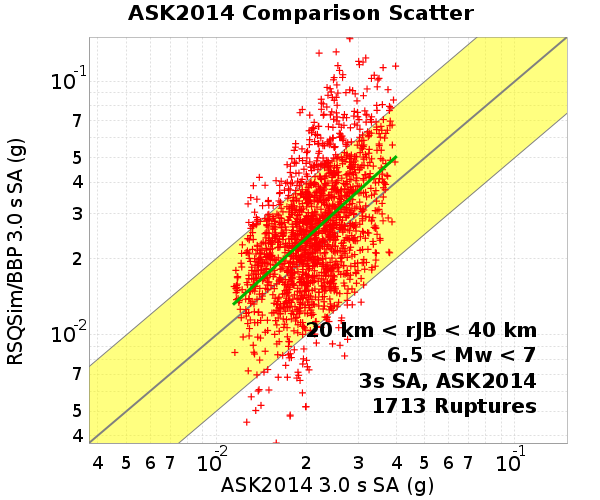 ASK2014 Comparison Scatter
RSQSim/BBP 3.0 s SA (g)
10-1
7
5
4
3
2
10-2
7
5
4
20 km < rJB < 40 km
6.5 < Mw < 7
3s SA, ASK2014
1713 Ruptures
4 5 6 7 10-2 2 3 4 5 6 7 10-1
ASK2014 3.0 s SA (g)